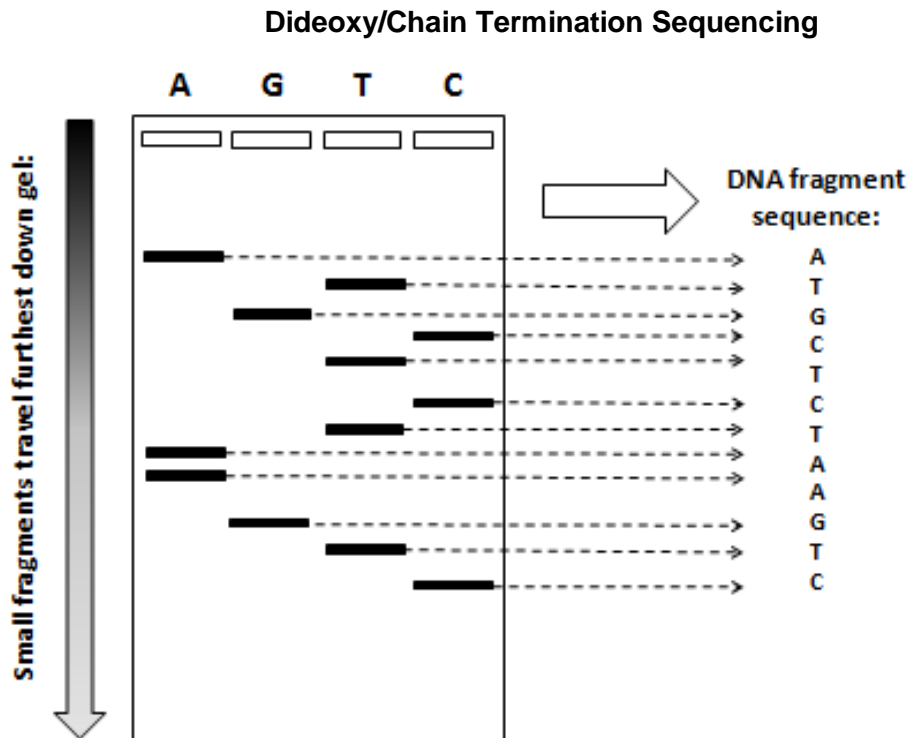 Dideoxy/Chain Termination Sequencing
A G T C
Small fragments travel furthest down gel:
DNA fragment
sequence:
A
T
G
C
T
C
T
A
A
G
T
C